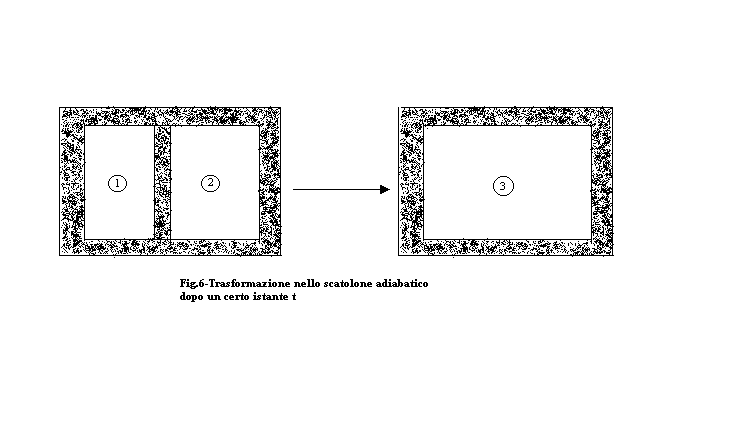 1 2 3
Fig.6-Trasformazione nello scatolone adiabatico
dopo un certo istante t